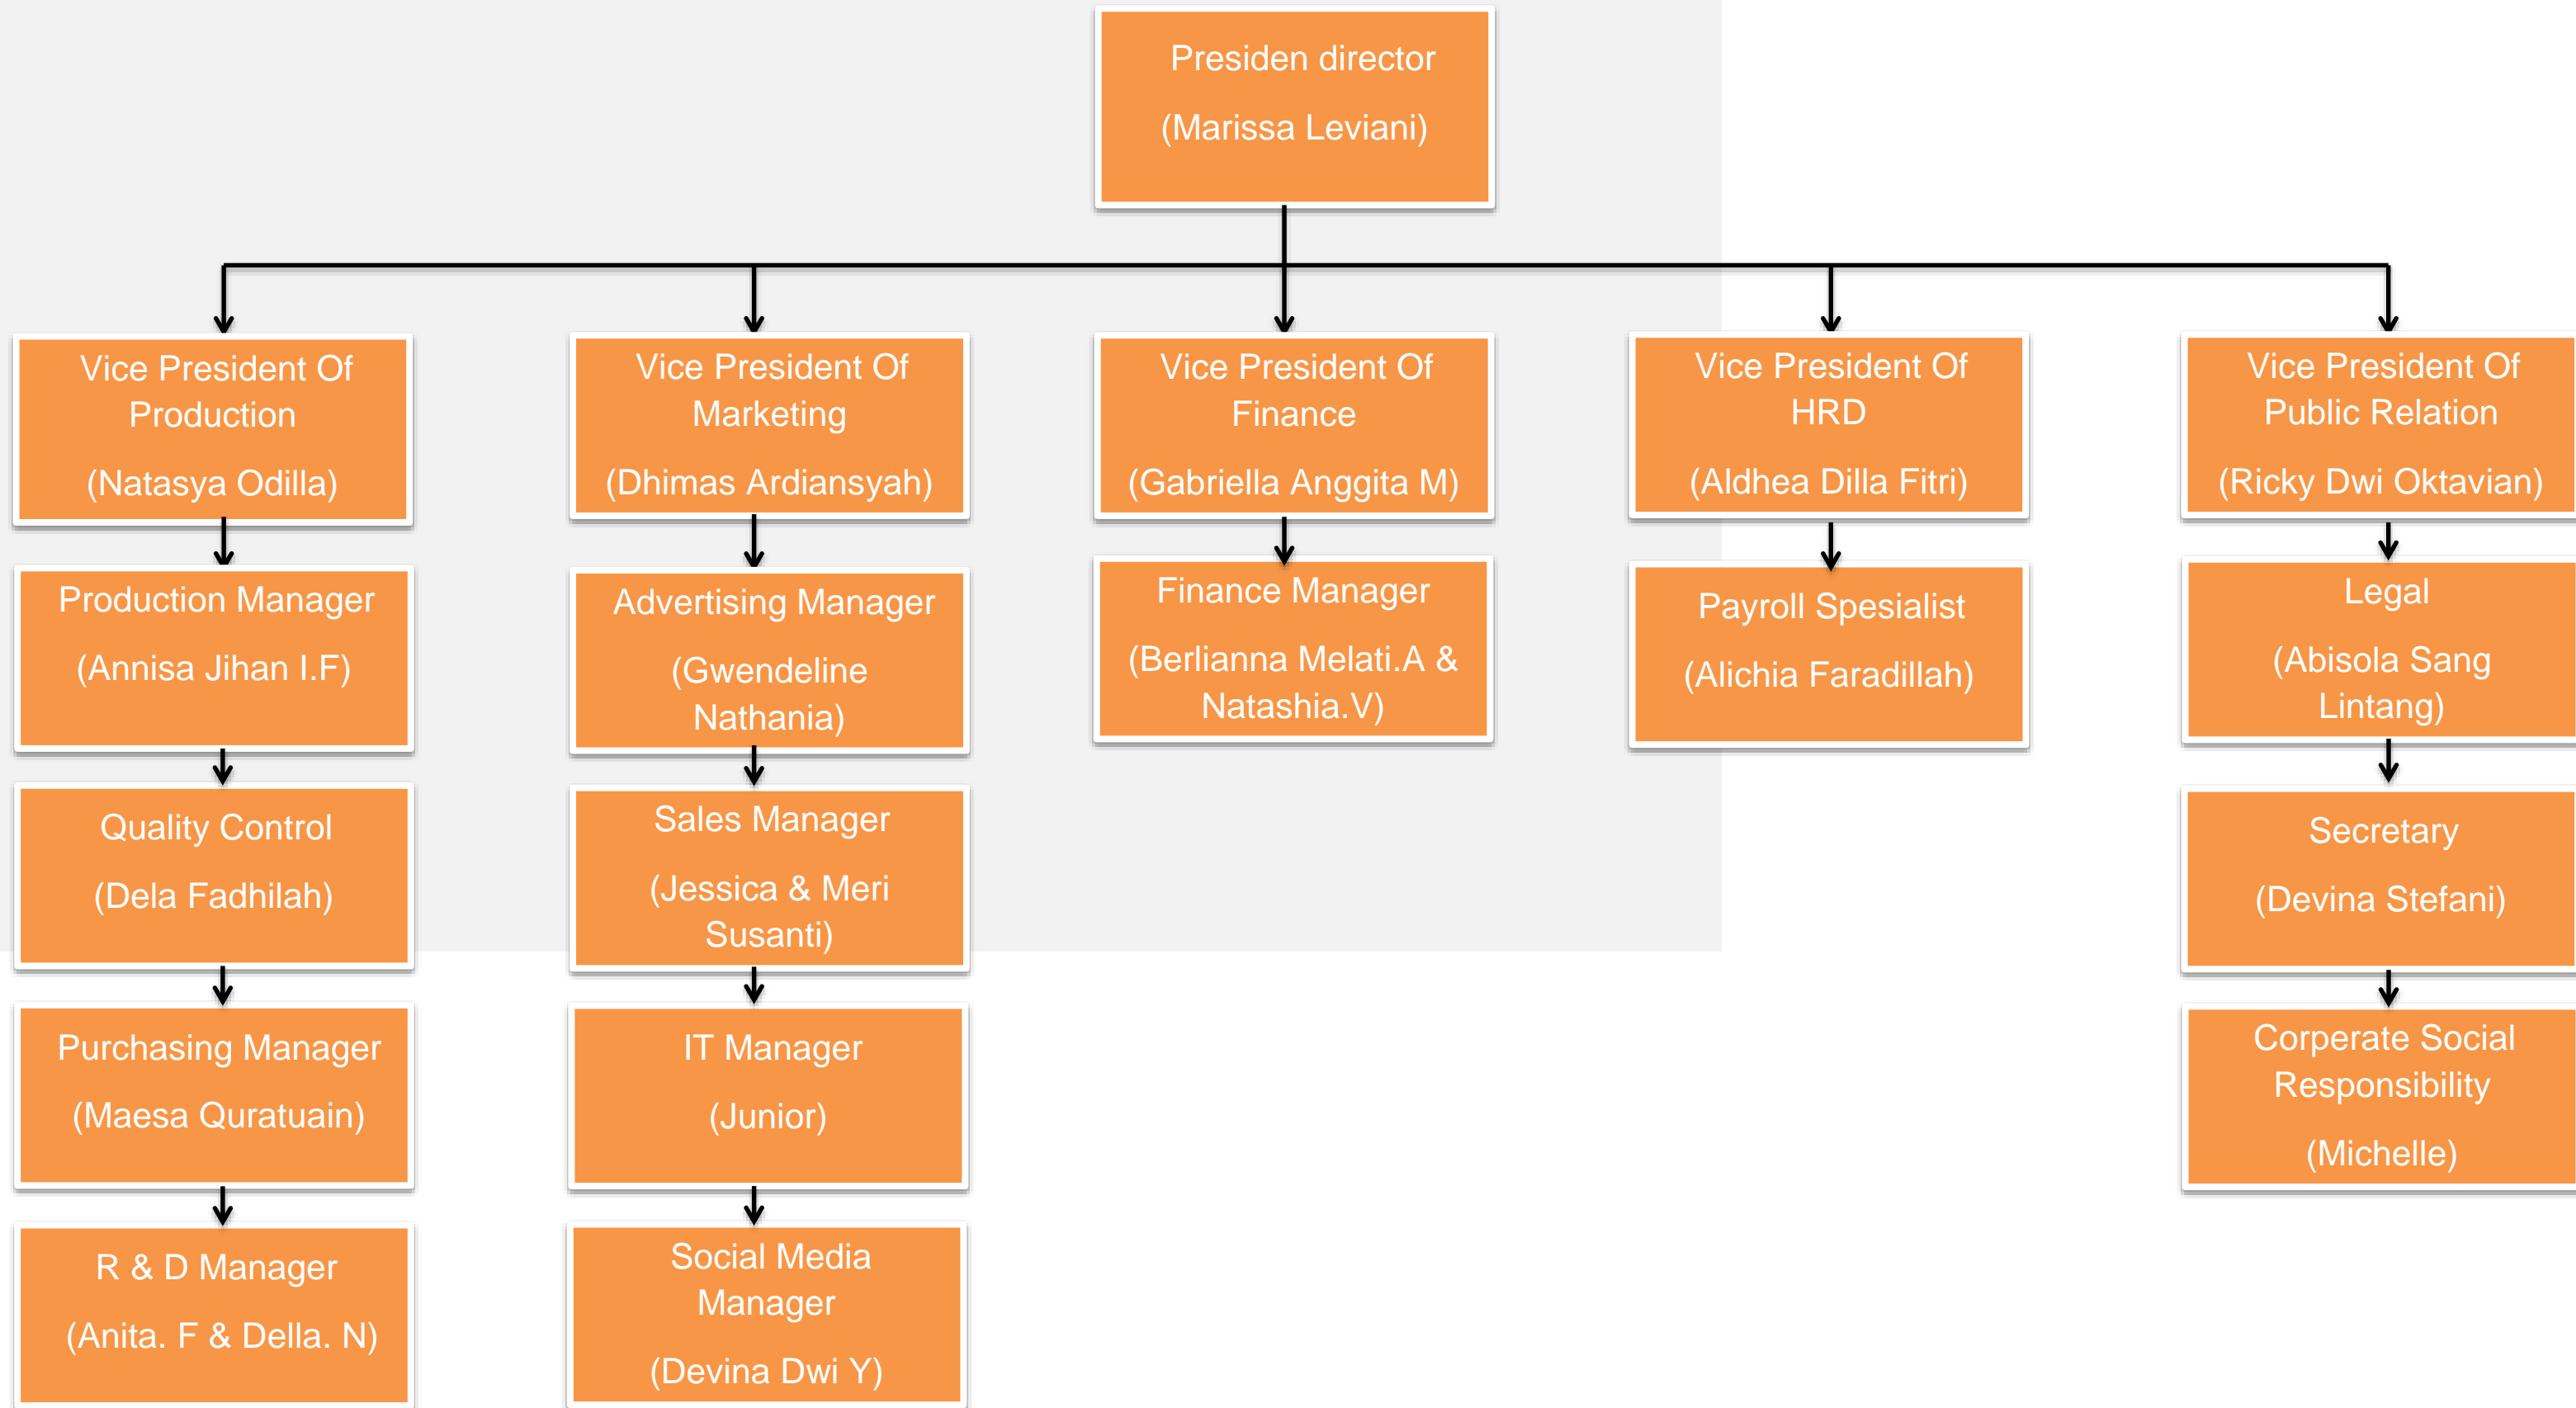 Presiden director
(Marissa Leviani)
Vice President Of
Production
(Natasya Odilla)
Vice President Of
Marketing
(Dhimas Ardiansyah)
Vice President Of
Finance
(Gabriella Anggita M)
Vice President Of
HRD
(Aldhea Dilla Fitri)
Vice President Of
Public Relation
(Ricky Dwi Oktavian)
Production Manager
(Annisa Jihan I.F)
Advertising Manager
(Gwendeline
Nathania)
Finance Manager
(Berlianna Melati.A &
Natashia.V)
Payroll Spesialist
(Alichia Faradillah)
Legal
(Abisola Sang
Lintang)
Quality Control
(Dela Fadhilah)
Sales Manager
(Jessica & Meri
Susanti)
Secretary
(Devina Stefani)
Purchasing Manager
(Maesa Quratuain)
IT Manager
(Junior)
Corperate Social
Responsibility
(Michelle)
R & D Manager
(Anita. F & Della. N)
Social Media
Manager
(Devina Dwi Y)